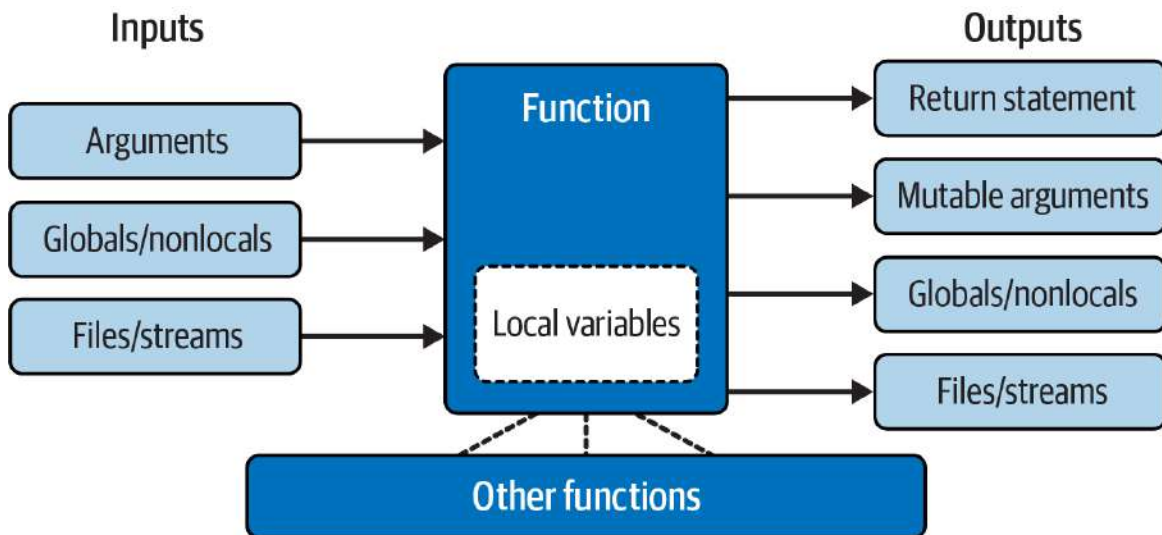 Inputs
Outputs
Arguments
Globals/nonlocals
Files/streams
Function
Local variables
Return statement
Mutable arguments
Globals/nonlocals
Files/streams
Other functions